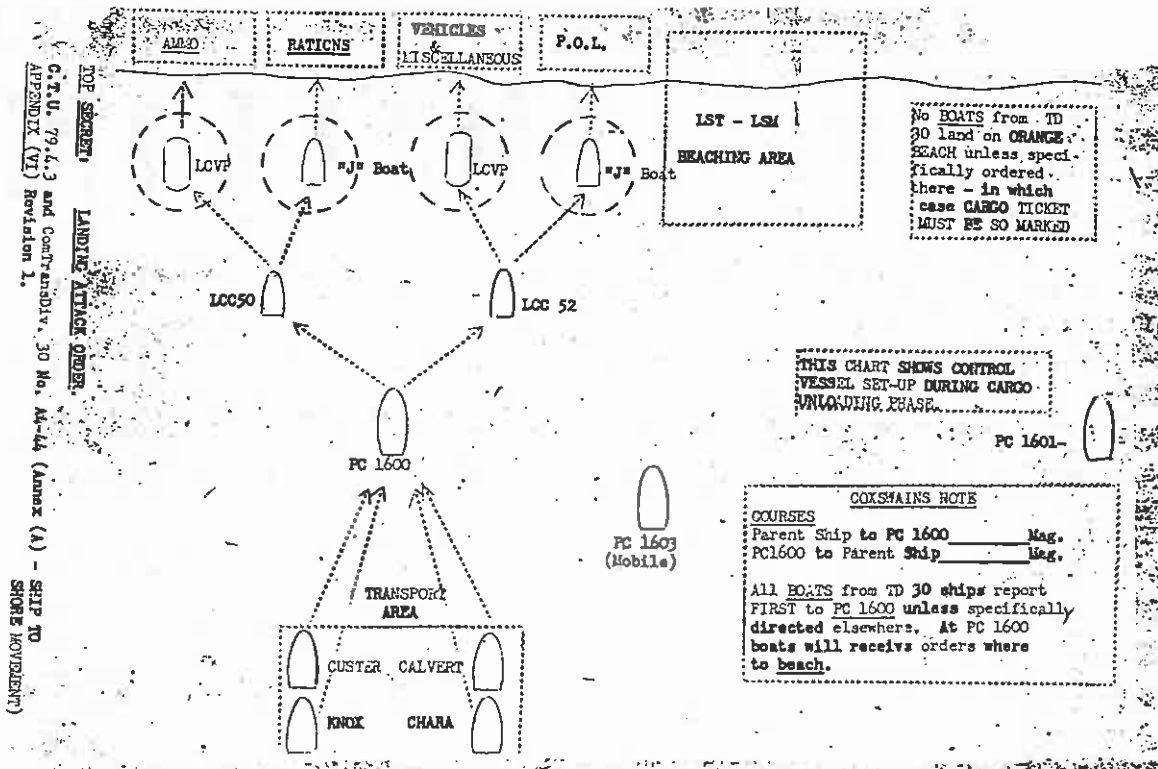 AMMO
RATICNS
VEHICLES
&
MISCELLANEOUS
P.O.L.
LCVP
"J" Boat
LCVP
"J" Boat
LST - LSM
BEACHING AREA
No BOATS from TD
30 land on ORANGE
BEACH unless speci-
fically ordered
there - in which
case CARGO TICKET
MUST BE SO MARKED
LCC50
LCC 52
THIS CHART SHOWS CONTROL
VESSEL SET-UP DURING CARGO
UNLOADING PHASE.
PC 1600
PC 1601-
PC 1603
(Mobile)
COXSWAINS NOTE
COURSES
Parent Ship to PC 1600______Mag.
PC1600 to Parent Ship______Mag.
All BOATS from TD 30 ships report
FIRST to PC 1600 unless specifically
directed elsewhere. At PC 1600
boats will receive orders where
to beach.
TRANSPORT
AREA
CUSTER CALVERT
KNOX CHARA
TOP SECRET: LANDING ATTACK ORDER.
C.T.U. 79.4.3 and ComTransDiv. 30 No. A4-44 (Annex (A) - SHIP TO
SHORE MOVEMENT)
APPENDIX (VI) Revision 1.